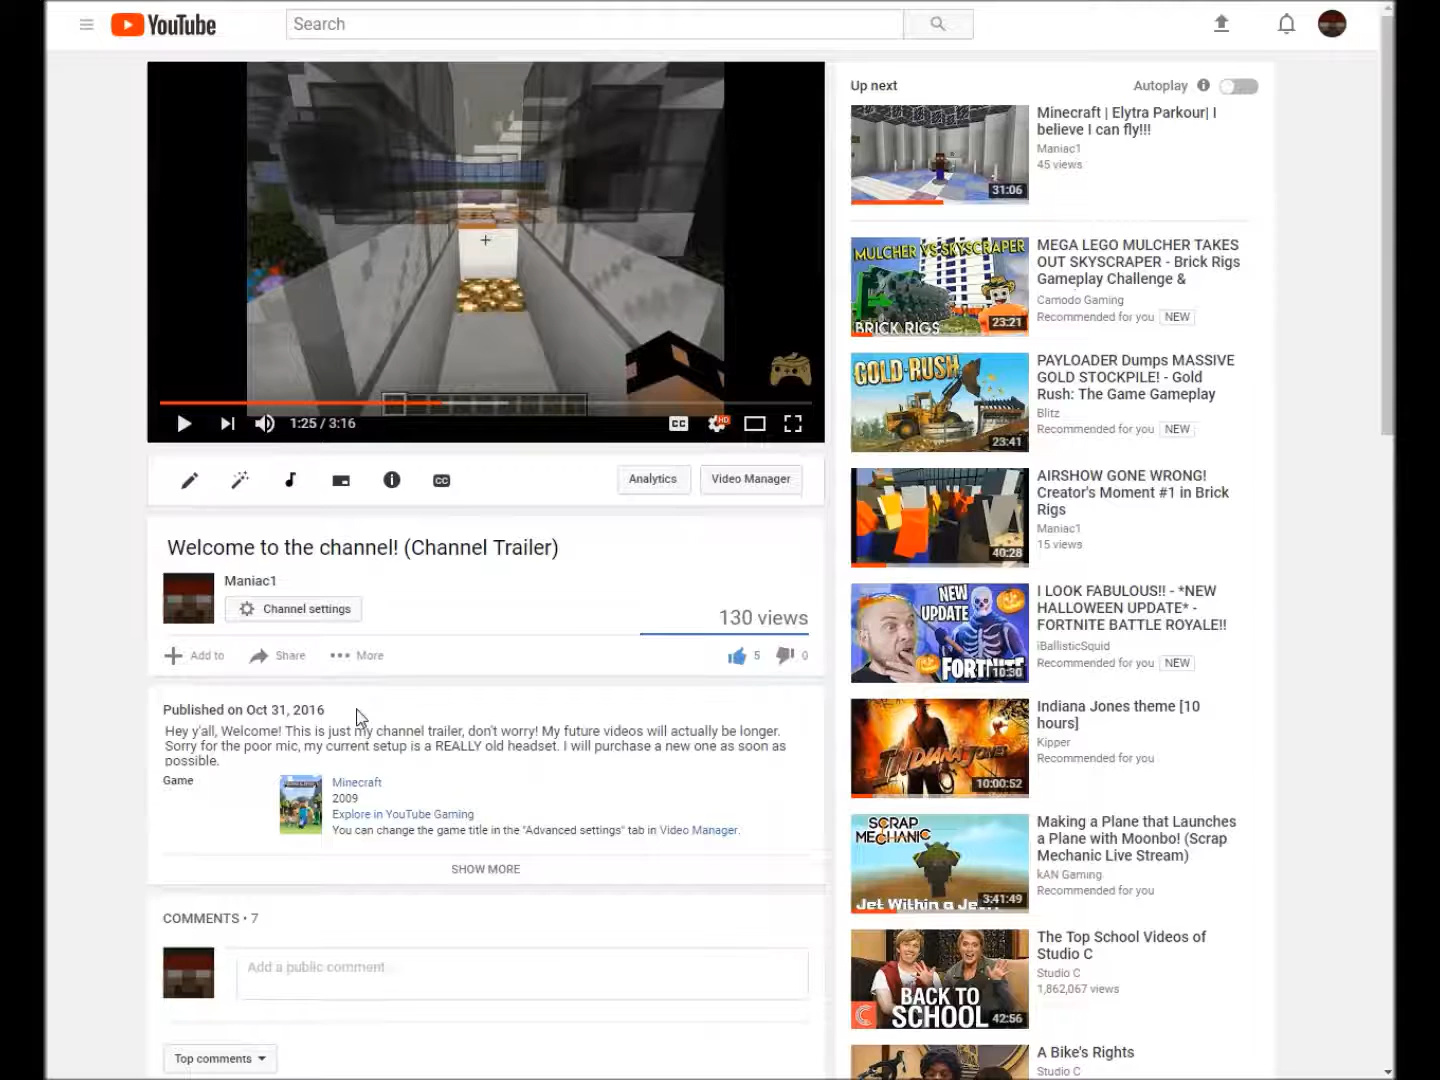 YouTube
Search
Up next
Autoplay
Minecraft | Elytra Parkour| I
believe I can fly!!!
Maniac1
45 views
31:06
MULCHER VS SKYSCRAPER
BRICK RIGS
23:21
MEGA LEGO MULCHER TAKES
OUT SKYSCRAPER - Brick Rigs
Gameplay Challenge &
Camodo Gaming
Recommended for you NEW
GOLD RUSH
23:41
PAYLOADER Dumps MASSIVE
GOLD STOCKPILE! - Gold
Rush: The Game Gameplay
Blitz
Recommended for you NEW
1:25 / 3:16
CC
HD
Analytics
Video Manager
CC
AIRSHOW GONE WRONG!
Creator's Moment #1 in Brick
Rigs
Maniac1
15 views
40:28
Welcome to the channel! (Channel Trailer)
Maniac1
Channel settings
130 views
Add to
Share
More
5
0
NEW
UPDATE
FORTNITE
10:30
I LOOK FABULOUS!! - *NEW
HALLOWEEN UPDATE* -
FORTNITE BATTLE ROYALE!!
iBallisticSquid
Recommended for you NEW
Published on Oct 31, 2016
Hey y'all, Welcome! This is just my channel trailer, don't worry! My future videos will actually be longer.
Sorry for the poor mic, my current setup is a REALLY old headset. I will purchase a new one as soon as
possible.
Game
Minecraft
2009
Explore in YouTube Gaming
You can change the game title in the "Advanced settings" tab in Video Manager.
SHOW MORE
INDIANA JONES
10:00:52
Indiana Jones theme [10
hours]
Kipper
Recommended for you
SCRAP
MECHANIC
Jet Within a Jet
3:41:49
Making a Plane that Launches
a Plane with Moonbo! (Scrap
Mechanic Live Stream)
kAN Gaming
Recommended for you
COMMENTS • 7
Add a public comment...
Top comments
BACK TO
SCHOOL
42:56
The Top School Videos of
Studio C
Studio C
1,862,067 views
A Bike's Rights
Studio C